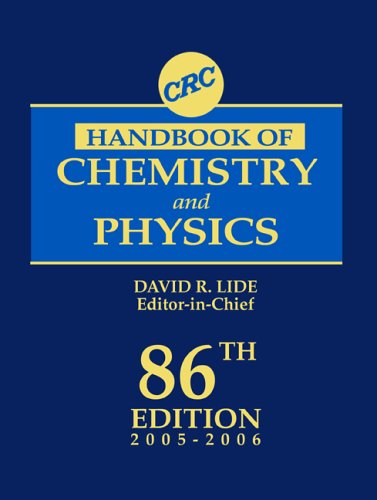 CRC
HANDBOOK OF
CHEMISTRY
and
PHYSICS
DAVID R. LIDE
Editor-in-Chief
86TH
EDITION
2005-2006